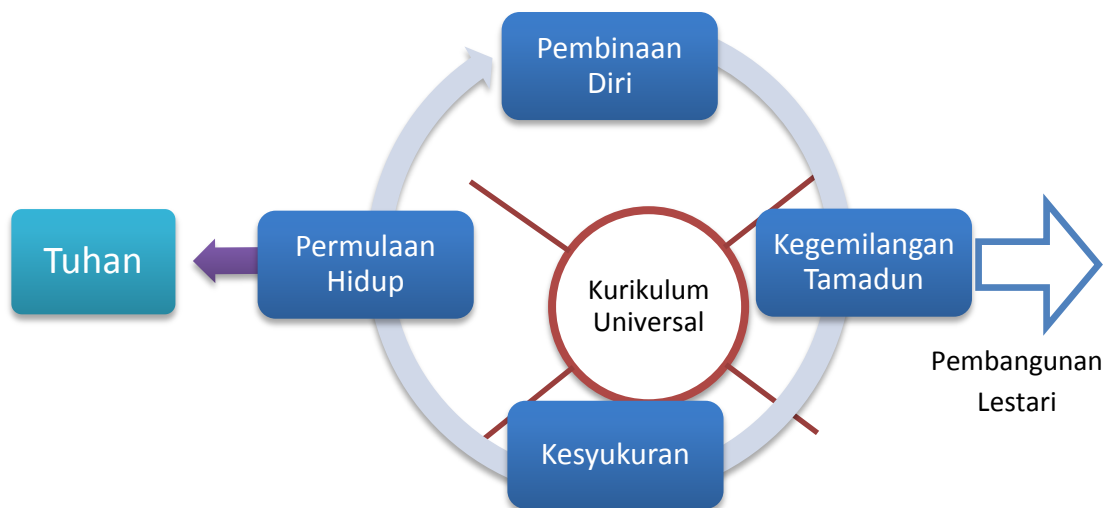 Pembinaan
Diri
Tuhan
Permulaan
Hidup
Kegemilangan
Tamadun
Kurikulum
Universal
Pembangunan
Lestari
Kesyukuran